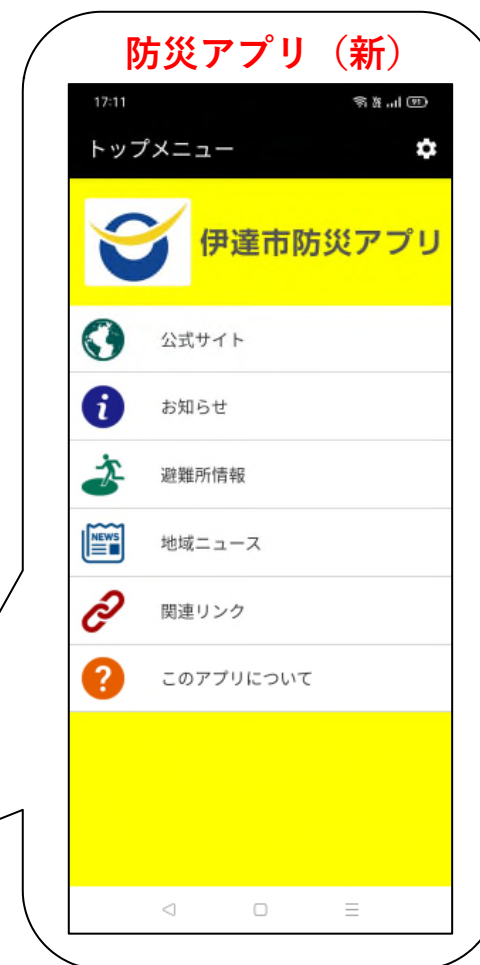 防災アプリ（新）
17:11
91
トップメニュー
伊達市防災アプリ
公式サイト
お知らせ
避難所情報
NEWS
地域ニュース
関連リンク
このアプリについて